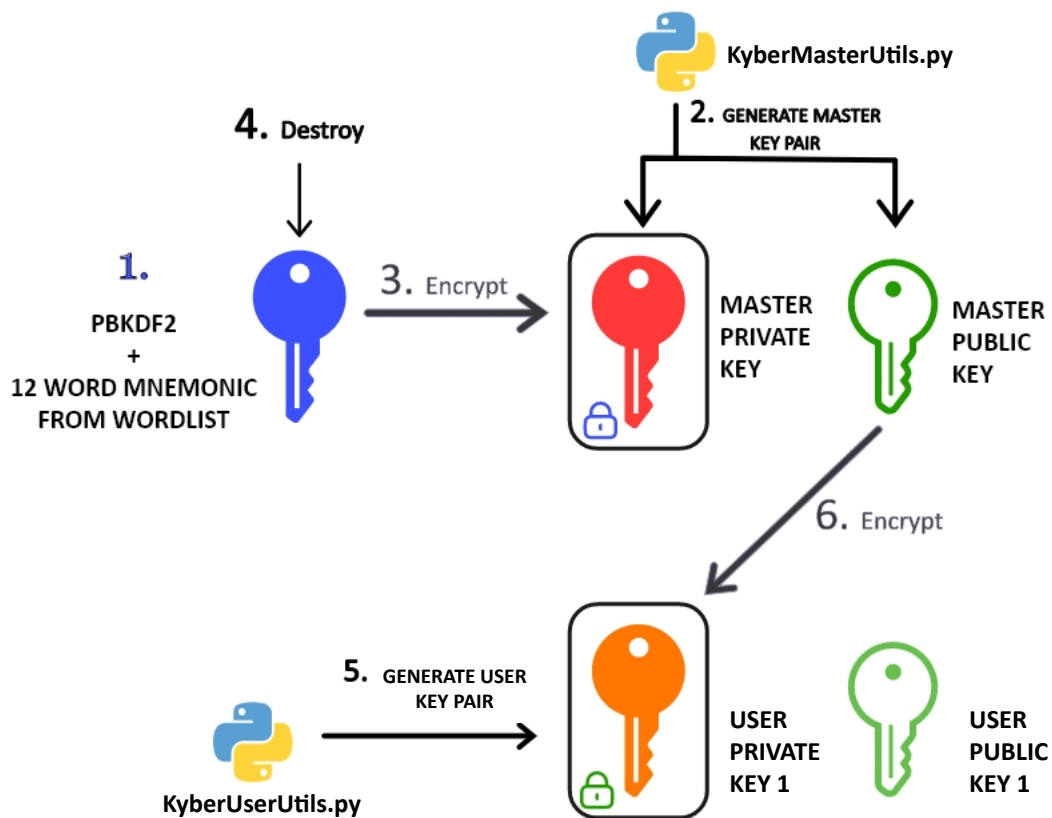 KyberMasterUtils.py
2. GENERATE MASTER
KEY PAIR
4. Destroy
1.
PBKDF2
+
12 WORD MNEMONIC
FROM WORDLIST
3. Encrypt
MASTER
PRIVATE
KEY
MASTER
PUBLIC
KEY
6. Encrypt
5. GENERATE USER
KEY PAIR
KyberUserUtils.py
USER
PRIVATE
KEY 1
USER
PUBLIC
KEY 1